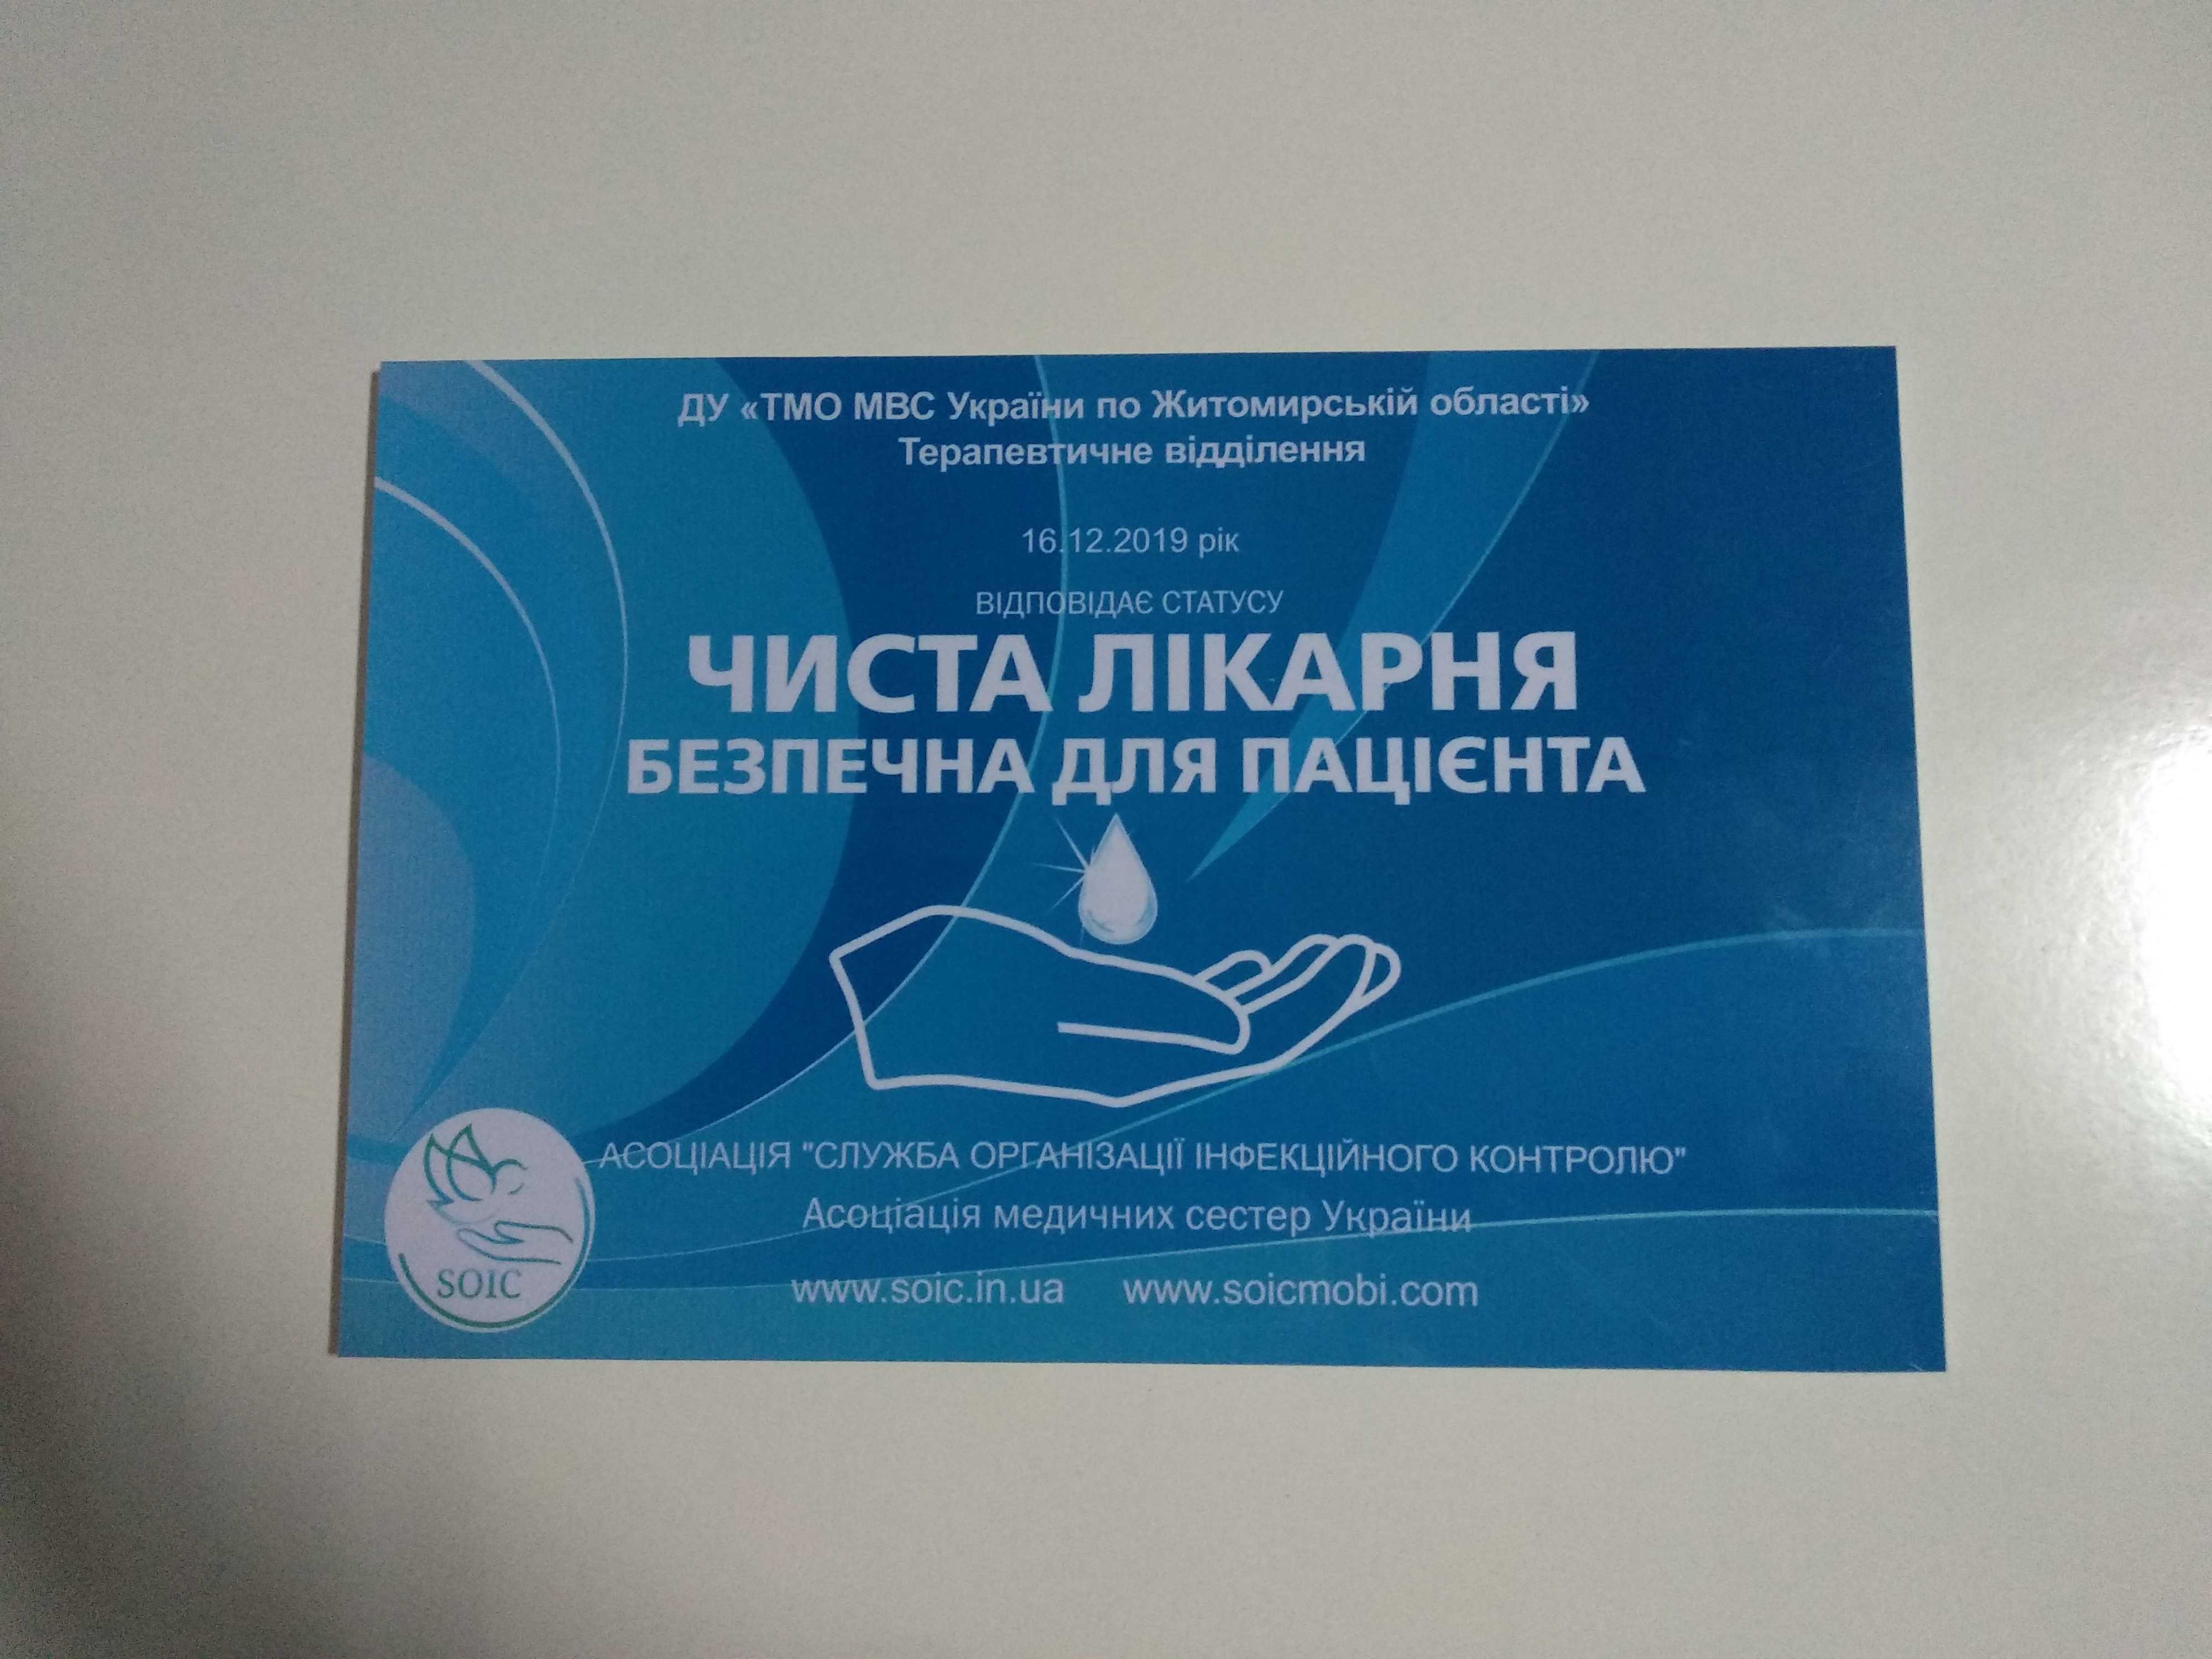 ДУ «ТМО МВС України по Житомирській області»
Терапевтичне відділення
16.12.2019 рік
ВІДПОВІДАЄ СТАТУСУ
ЧИСТА ЛІКАРНЯ
БЕЗПЕЧНА ДЛЯ ПАЦІЄНТА
АСОЦІАЦІЯ "СЛУЖБА ОРГАНІЗАЦІЇ ІНФЕКЦІЙНОГО КОНТРОЛЮ"
Асоціація медичних сестер України
SOIC
www.soic.in.ua www.soicmobi.com